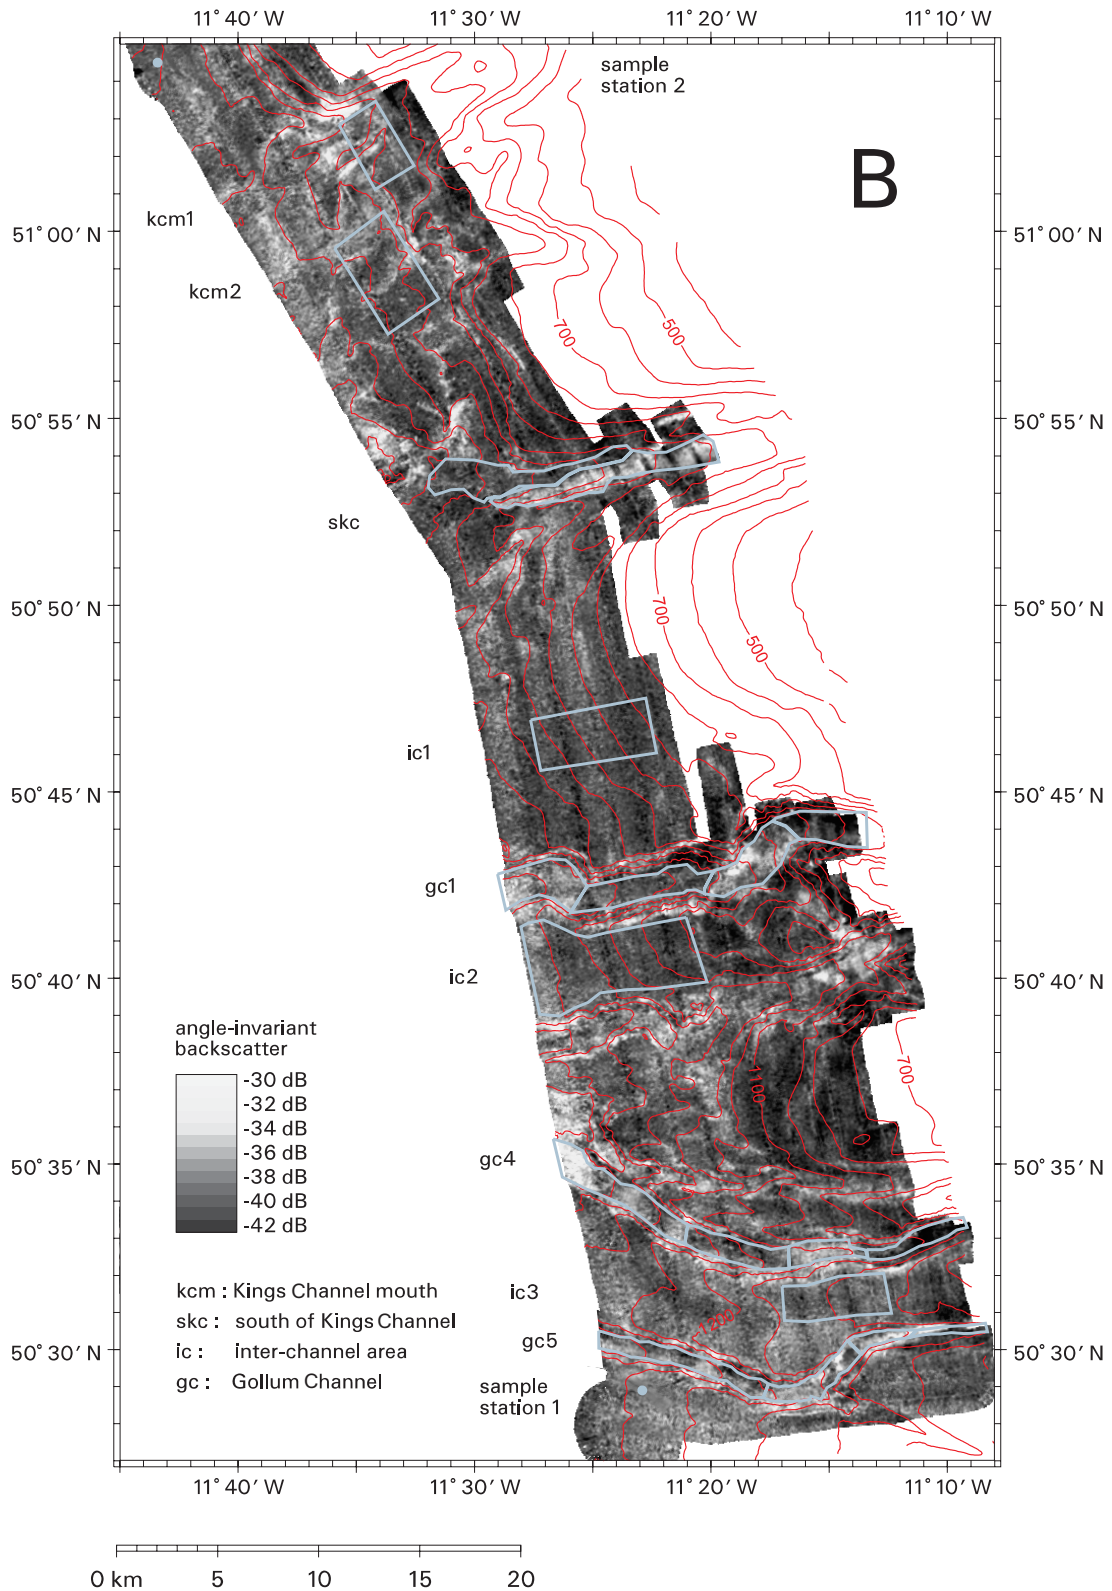 11° 40′ W 11° 30′ W 11° 20′ W 11° 10′ W
sample
station 2
B
kcm1
51° 00′ N 51° 00′ N
kcm2
700 500
50° 55′ N 50° 55′ N
skc
50° 50′ N 50° 50′ N
700 500
ic1
50° 45′ N 50° 45′ N
gc1
ic2
50° 40′ N 50° 40′ N
angle-invariant
backscatter
-30 dB
-32 dB
-34 dB
-36 dB
-38 dB
-40 dB
-42 dB
1100 700
gc4
50° 35′ N 50° 35′ N
kcm : Kings Channel mouth
skc : south of Kings Channel
ic : inter-channel area
gc : Gollum Channel
ic3
1200
gc5
50° 30′ N 50° 30′ N
sample
station 1
11° 40′ W 11° 30′ W 11° 20′ W 11° 10′ W
0 km 5 10 15 20